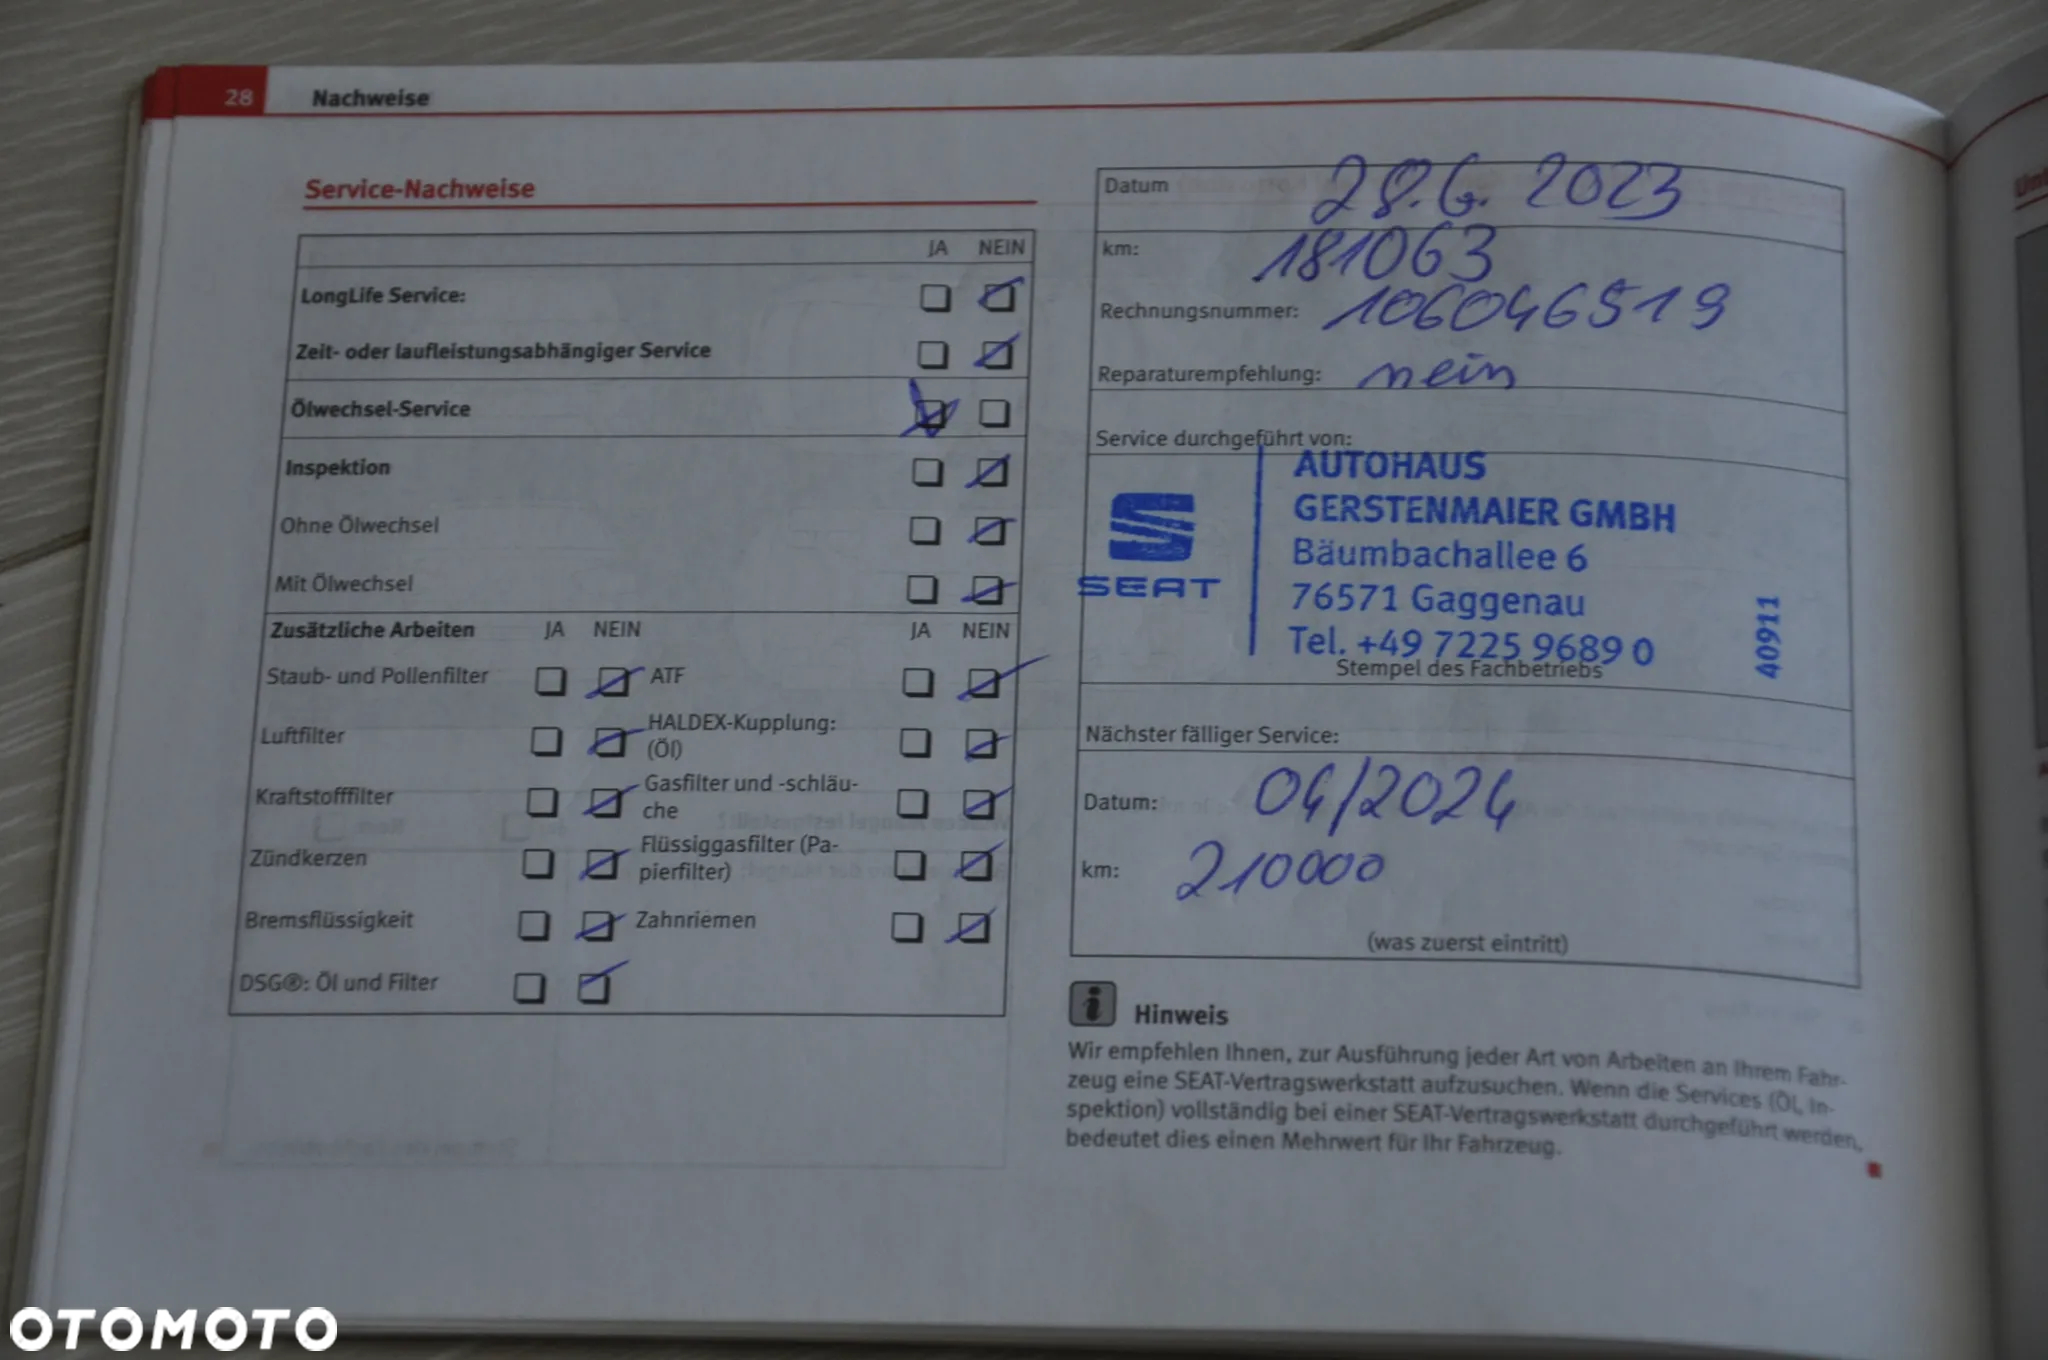 28 Nachweise
Service-Nachweise
JA NEIN
LongLife Service:
Zeit- oder laufleistungsabhängiger Service
Ölwechsel-Service
Inspektion
Ohne Ölwechsel
Mit Ölwechsel
Zusätzliche Arbeiten JA NEIN JA NEIN
Staub- und Pollenfilter ATF
Luftfilter HALDEX-Kupplung:
(Öl)
Kraftstofffilter Gasfilter und -schläu-
che
Zündkerzen Flüssiggasfilter (Pa-
pierfilter)
Bremsflüssigkeit Zahnriemen
DSG®: Öl und Filter
Datum 28.6.2023
km: 181063
Rechnungsnummer: 106046519
Reparaturempfehlung: nein
Service durchgeführt von:
SEAT
AUTOHAUS
GERSTENMAIER GMBH
Bäumbachallee 6
76571 Gaggenau
Tel. +49 7225 9689 0
40911
Stempel des Fachbetriebs
Nächster fälliger Service:
Datum: 04/2024
km: 210000
(was zuerst eintritt)
i Hinweis
Wir empfehlen Ihnen, zur Ausführung jeder Art von Arbeiten an Ihrem Fahr-
zeug eine SEAT-Vertragswerkstatt aufzusuchen. Wenn die Services (Öl, In-
spektion) vollständig bei einer SEAT-Vertragswerkstatt durchgeführt werden,
bedeutet dies einen Mehrwert für Ihr Fahrzeug.
OTOMOTO